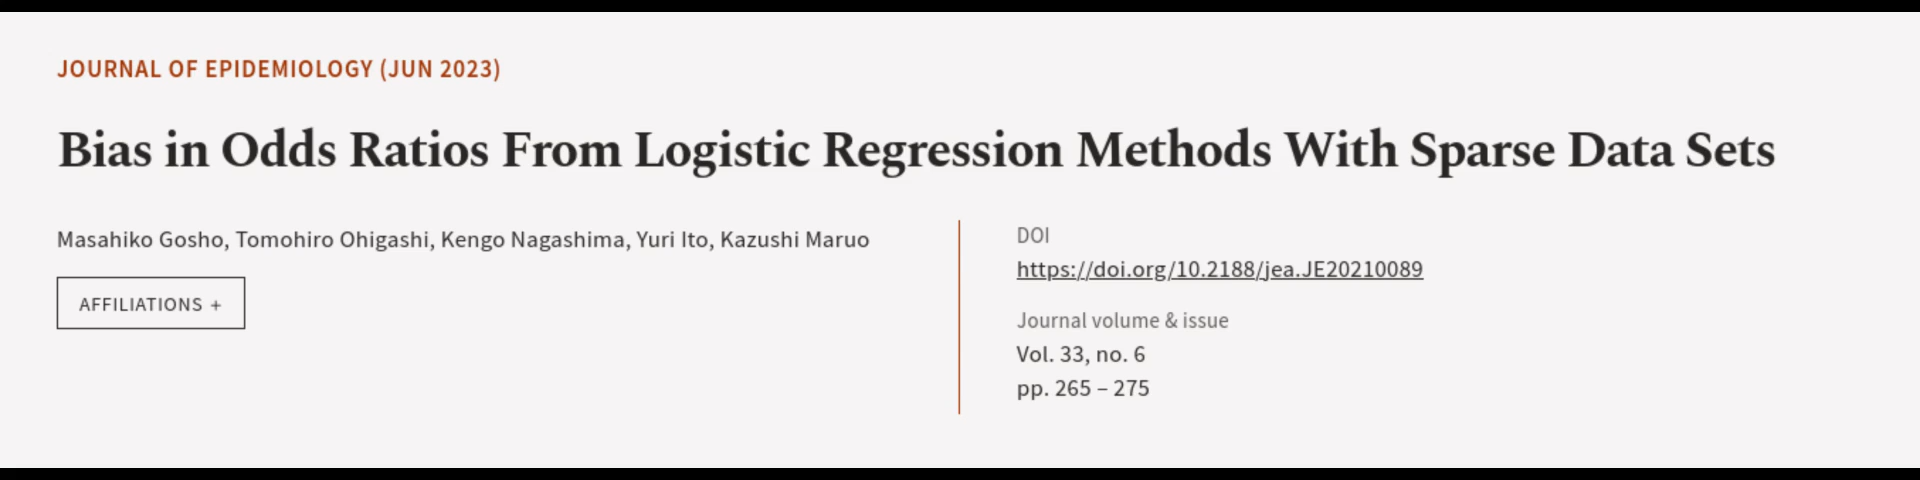 JOURNAL OF EPIDEMIOLOGY (JUN 2023)
Bias in Odds Ratios From Logistic Regression Methods With Sparse Data Sets
Masahiko Gosho, Tomohiro Ohigashi, Kengo Nagashima, Yuri Ito, Kazushi Maruo
AFFILIATIONS +
DOI
https://doi.org/10.2188/jea.JE20210089
Journal volume & issue
Vol. 33, no. 6
pp. 265 – 275